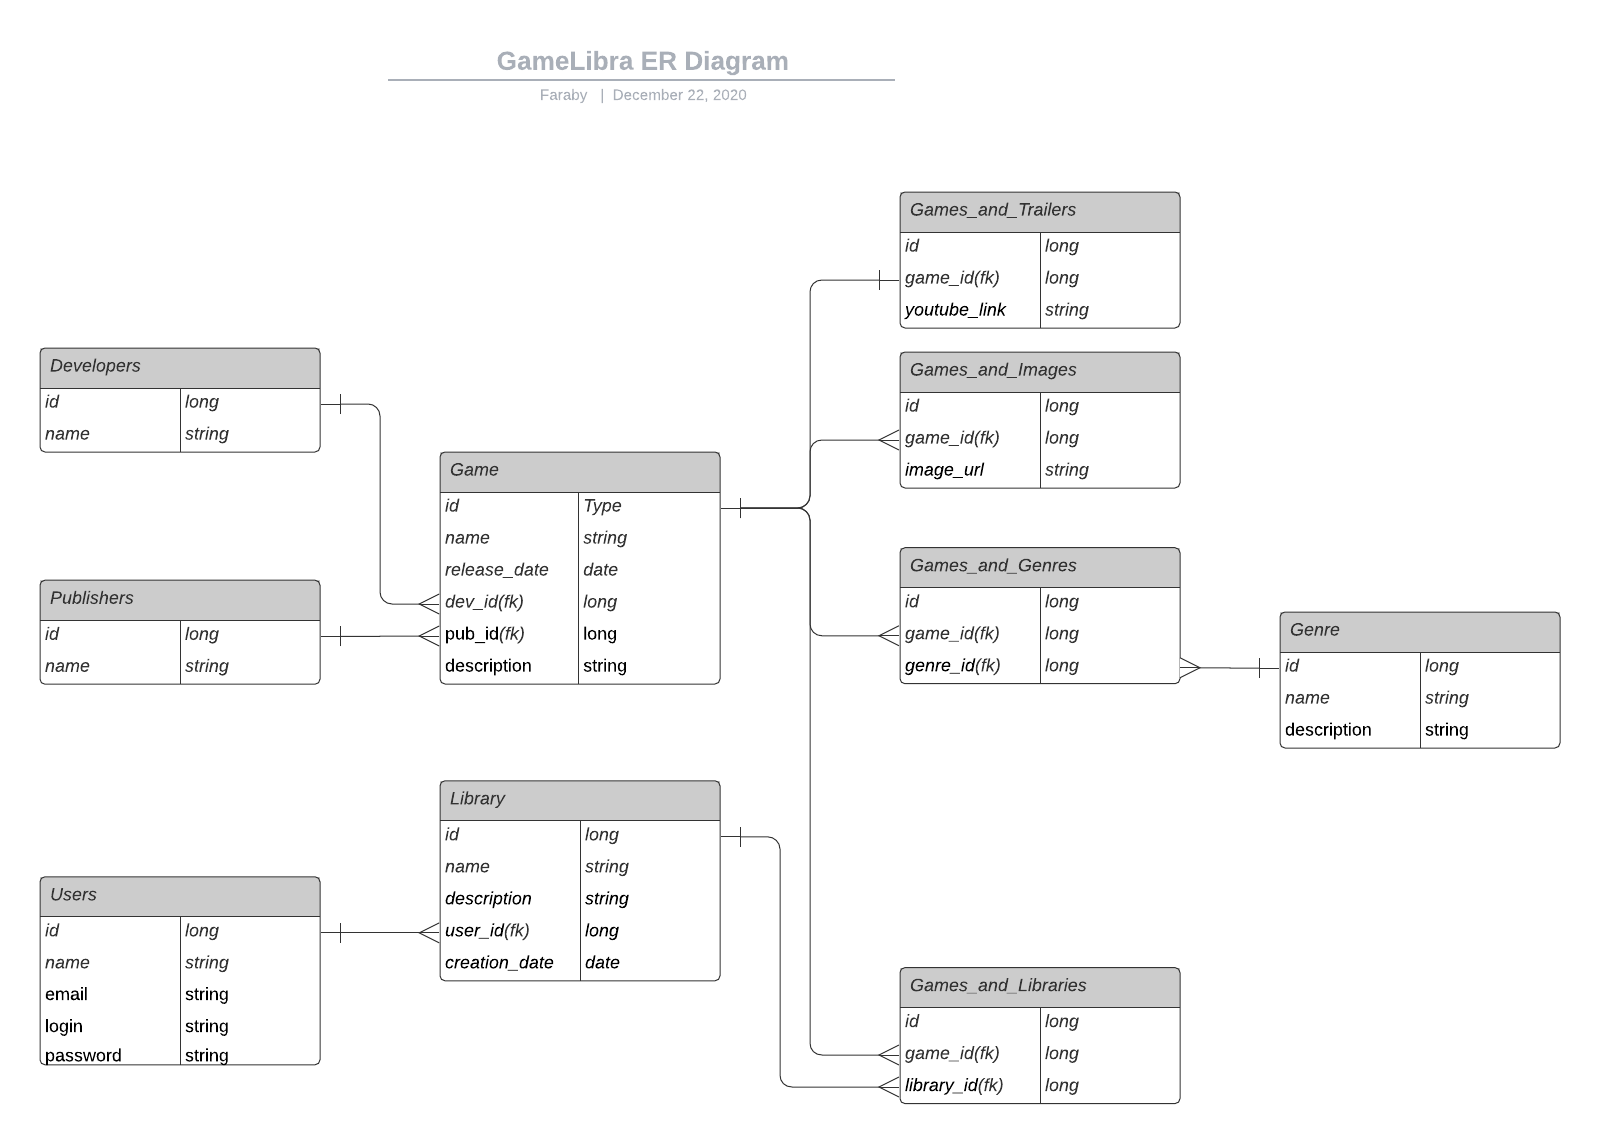 GameLibra ER Diagram
Faraby | December 22, 2020
Games_and_Trailers
id long
game_id(fk) long
youtube_link string
Games_and_Images
id long
game_id(fk) long
image_url string
Developers
id long
name string
Game
id Type
name string
release_date date
dev_id(fk) long
pub_id(fk) long
description string
Publishers
id long
name string
Games_and_Genres
id long
game_id(fk) long
genre_id(fk) long
Genre
id long
name string
description string
Library
id long
name string
description string
user_id(fk) long
creation_date date
Users
id long
name string
email string
login string
password string
Games_and_Libraries
id long
game_id(fk) long
library_id(fk) long